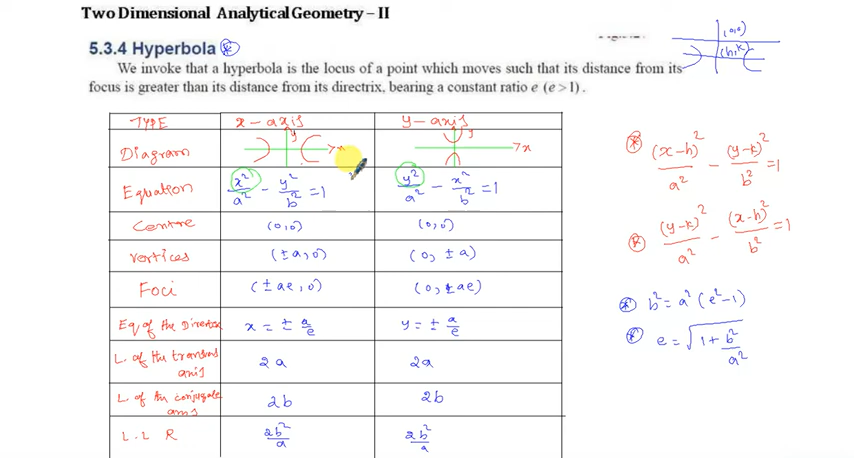 Two Dimensional Analytical Geometry – II
5.3.4 Hyperbola
We invoke that a hyperbola is the locus of a point which moves such that its distance from its
focus is greater than its distance from its directrix, bearing a constant ratio e (e > 1).
(0,0)
(h,k)
TYPE x - axis y - axis
Diagram y x y x
Equation x²/a² - y²/b² = 1 y²/a² - x²/b² = 1
Centre (0,0) (0,0)
Vertices (±a, 0) (0, ±a)
Foci (±ae, 0) (0, ±ae)
Eq of the Director x = ± a/e y = ± a/e
L. of the transvers axis 2a 2a
L. of the conjugate axis 2b 2b
L.L R 2b²/a 2b²/a
(x-h)²/a² - (y-k)²/b² = 1
(y-k)²/a² - (x-h)²/b² = 1
b² = a² (e² - 1)
e = √(1 + b²/a²)